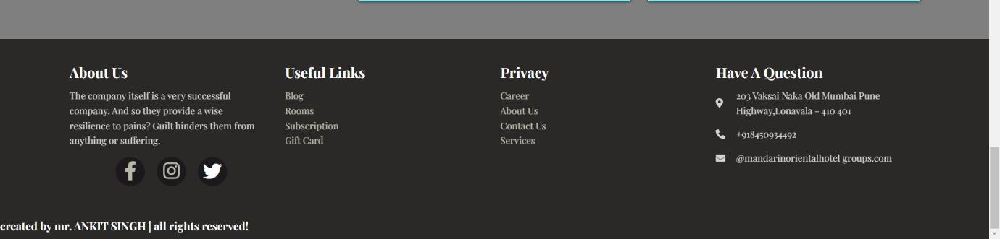 About Us
The company itself is a very successful
company. And so they provide a wise
resilience to pains? Guilt hinders them from
anything or suffering.
Useful Links
Blog
Rooms
Subscription
Gift Card
Privacy
Career
About Us
Contact Us
Services
Have A Question
203 Vaksai Naka Old Mumbai Pune
Highway,Lonavala - 410 401
+918450934492
@mandarinorientalhotel groups.com
created by mr. ANKIT SINGH | all rights reserved!